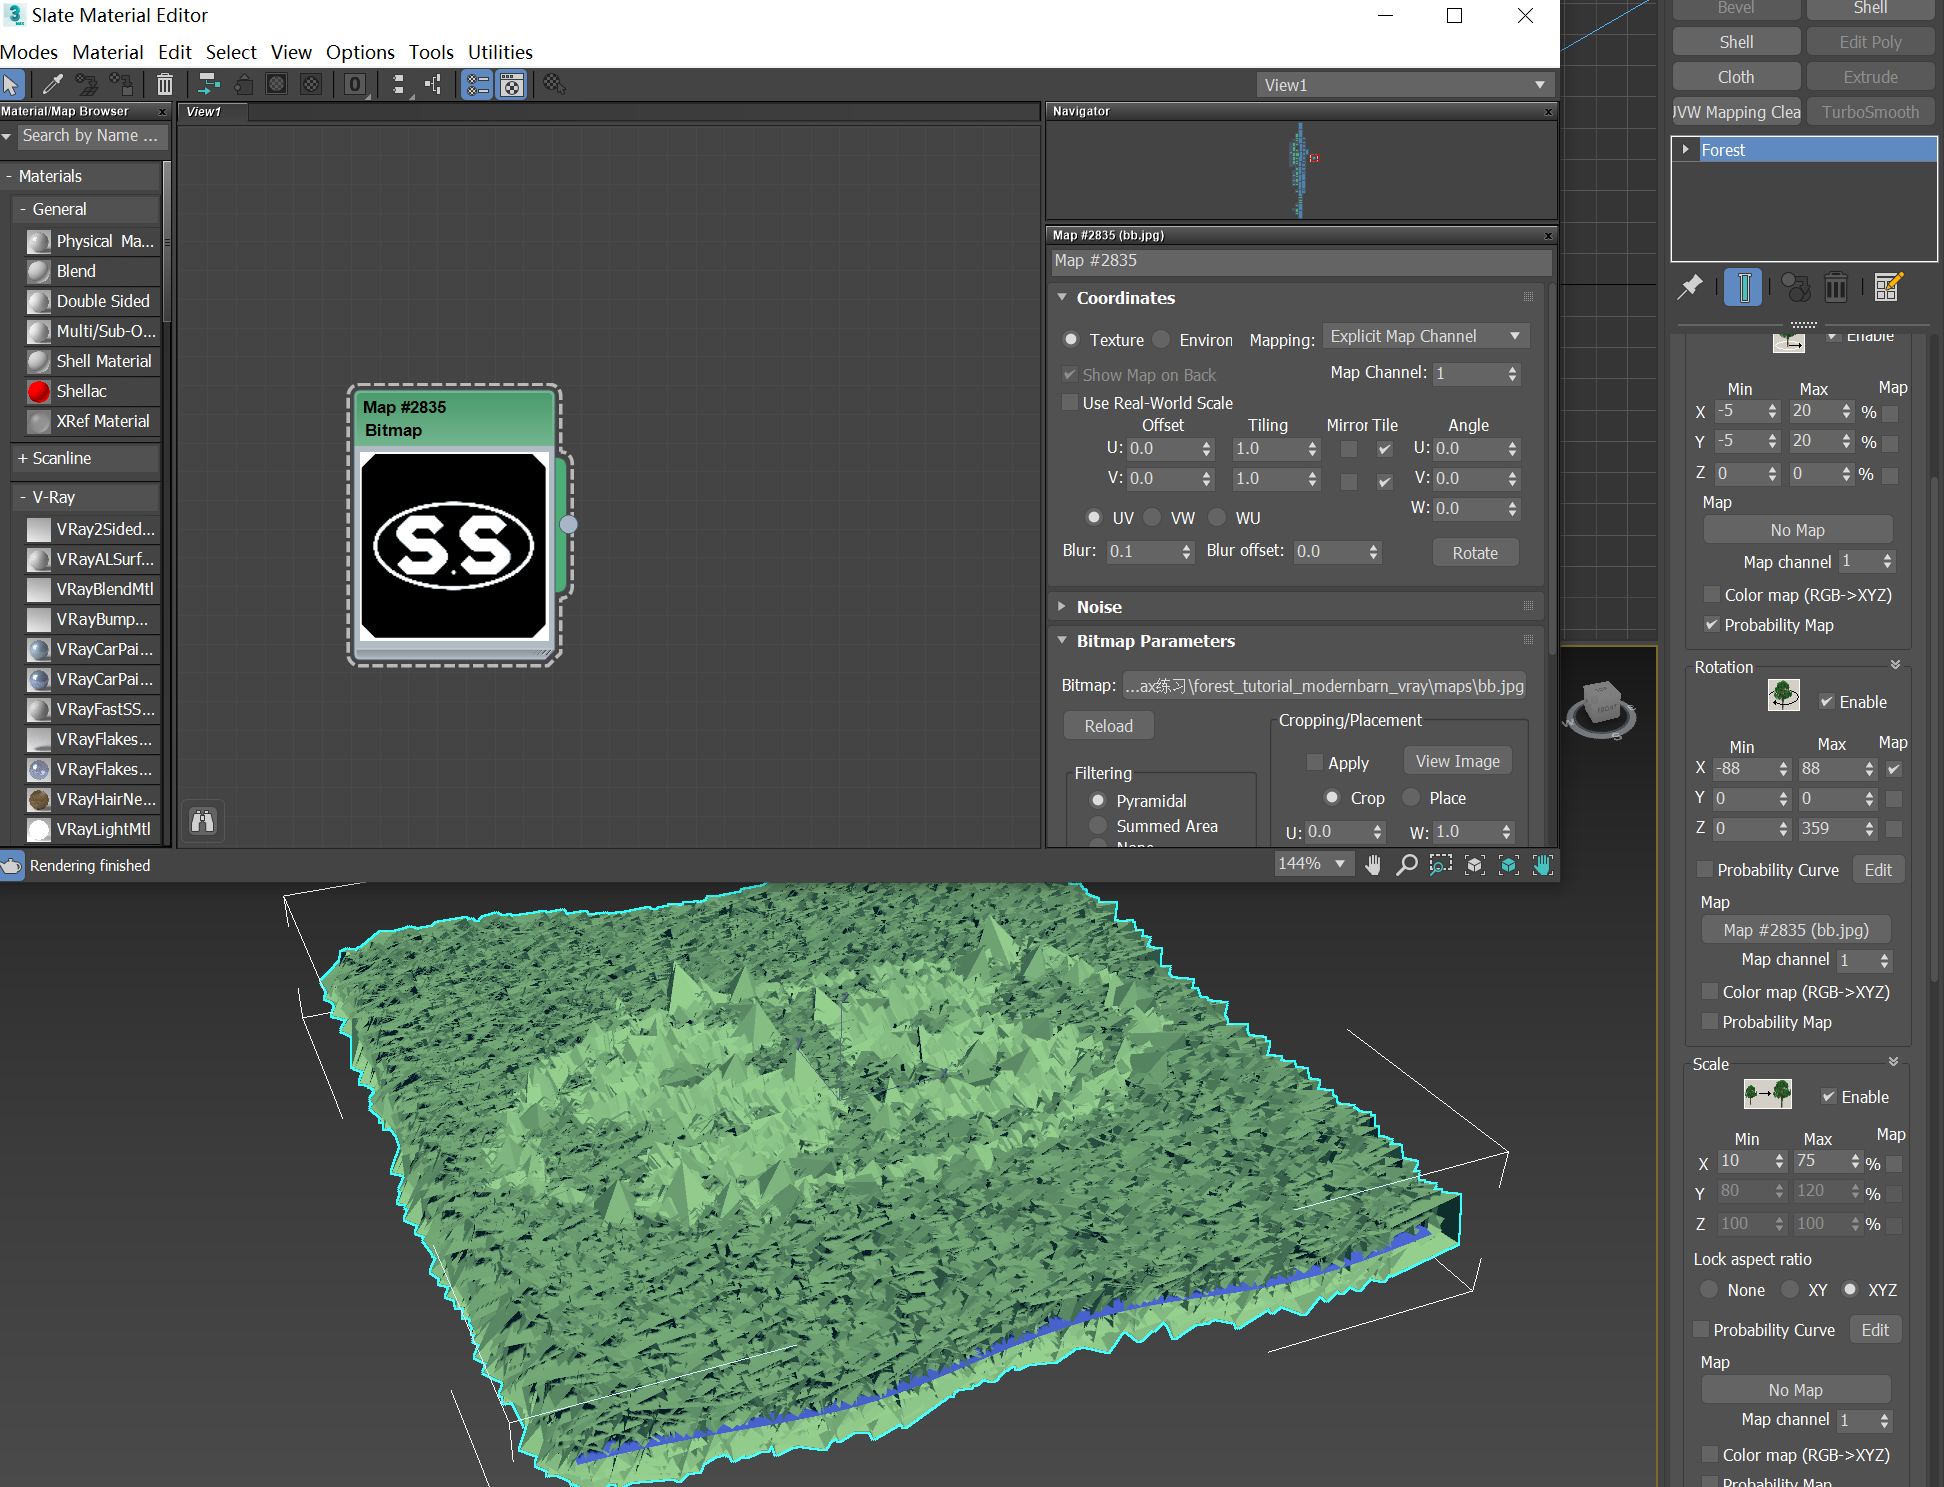 Slate Material Editor
Modes Material Edit Select View Options Tools Utilities
View1
Material/Map Browser
Search by Name ...
- Materials
- General
Physical Ma...
Blend
Double Sided
Multi/Sub-O...
Shell Material
Shellac
XRef Material
+ Scanline
- V-Ray
VRay2Sided...
VRayALSurf...
VRayBlendMtl
VRayBump...
VRayCarPai...
VRayCarPai...
VRayFastSS...
VRayFlakes...
VRayFlakes...
VRayHairNe...
VRayLightMtl
Rendering finished
View1
Map #2835
Bitmap
S.S
Navigator
Map #2835 (bb.jpg)
Map #2835
Coordinates
Texture Environ Mapping: Explicit Map Channel
Show Map on Back Map Channel: 1
Use Real-World Scale
Offset Tiling Mirror Tile Angle
U: 0.0 1.0 U: 0.0
V: 0.0 1.0 V: 0.0
W: 0.0
UV VW WU
Blur: 0.1 Blur offset: 0.0 Rotate
Noise
Bitmap Parameters
Bitmap: ...ax练习\forest_tutorial_modernbarn_vray\maps\bb.jpg
Reload
Cropping/Placement
Apply View Image
Crop Place
U: 0.0 W: 1.0
Filtering
Pyramidal
Summed Area
144%
Bevel Shell
Shell Edit Poly
Cloth Extrude
UVW Mapping Clea TurboSmooth
Forest
Enable
Min Max Map
X -5 20 %
Y -5 20 %
Z 0 0 %
Map
No Map
Map channel 1
Color map (RGB->XYZ)
Probability Map
Rotation
Enable
Min Max Map
X -88 88
Y 0 0
Z 0 359
Probability Curve Edit
Map
Map #2835 (bb.jpg)
Map channel 1
Color map (RGB->XYZ)
Probability Map
Scale
Enable
Min Max Map
X 10 75 %
Y 80 120 %
Z 100 100 %
Lock aspect ratio
None XY XYZ
Probability Curve Edit
Map
No Map
Map channel 1
Color map (RGB->XYZ)
Probability Map